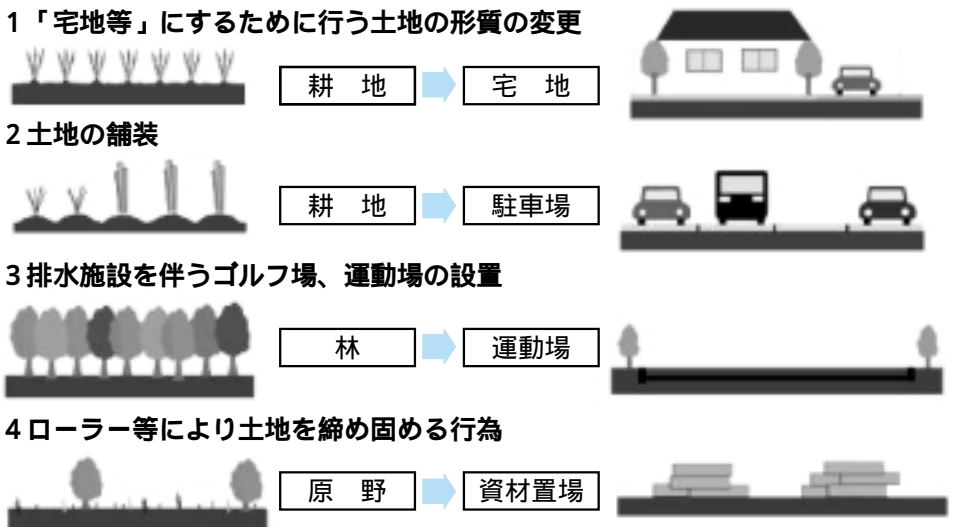 1「宅地等」にするために行う土地の形質の変更
耕　地
宅　地
2 土地の舗装
耕　地
駐車場
3 排水施設を伴うゴルフ場、運動場の設置
林
運動場
4 ローラー等により土地を締め固める行為
原　野
資材置場